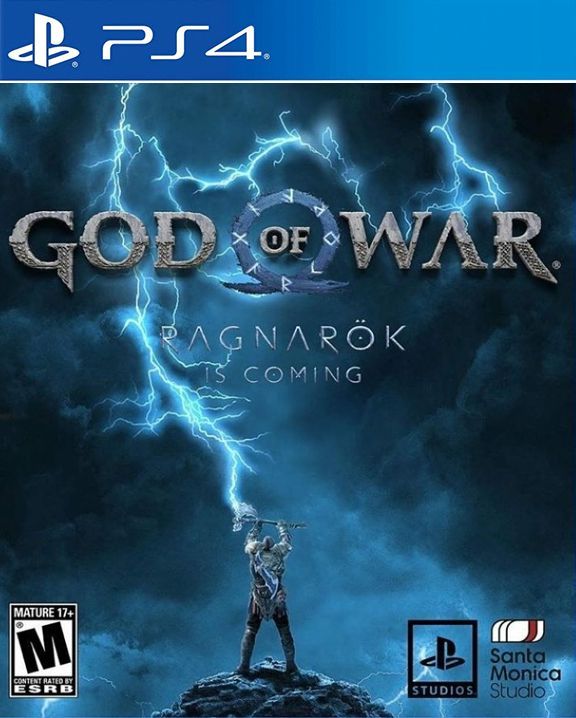 PS4
GOD OF WAR
RAGNARÖK
IS COMING
MATURE 17+
M
CONTENT RATED BY
ESRB
STUDIOS
Santa
Monica
Studio